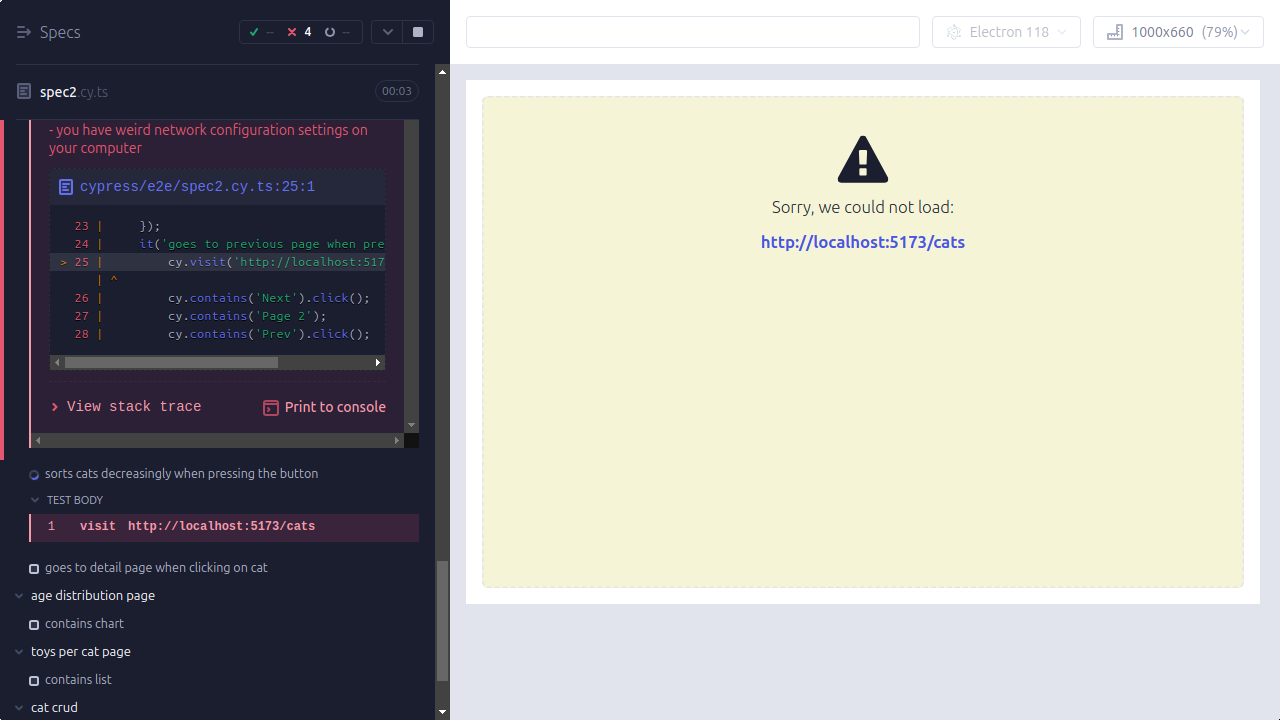 Specs
-- 4 --
Electron 118
1000x660 (79%)
spec2.cy.ts
00:03
- you have weird network configuration settings on
your computer
cypress/e2e/spec2.cy.ts:25:1
23 | });
24 | it('goes to previous page when pre
> 25 | cy.visit('http://localhost:517
| ^
26 | cy.contains('Next').click();
27 | cy.contains('Page 2');
28 | cy.contains('Prev').click();
View stack trace
Print to console
sorts cats decreasingly when pressing the button
TEST BODY
1 visit http://localhost:5173/cats
goes to detail page when clicking on cat
age distribution page
contains chart
toys per cat page
contains list
cat crud
Sorry, we could not load:
http://localhost:5173/cats